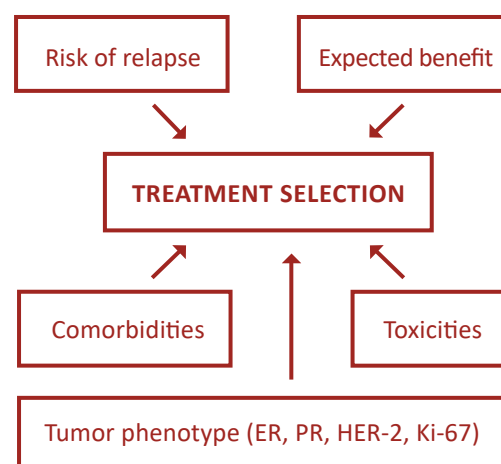 Risk of relapse
Expected benefit
TREATMENT SELECTION
Comorbidities
Toxicities
Tumor phenotype (ER, PR, HER-2, Ki-67)